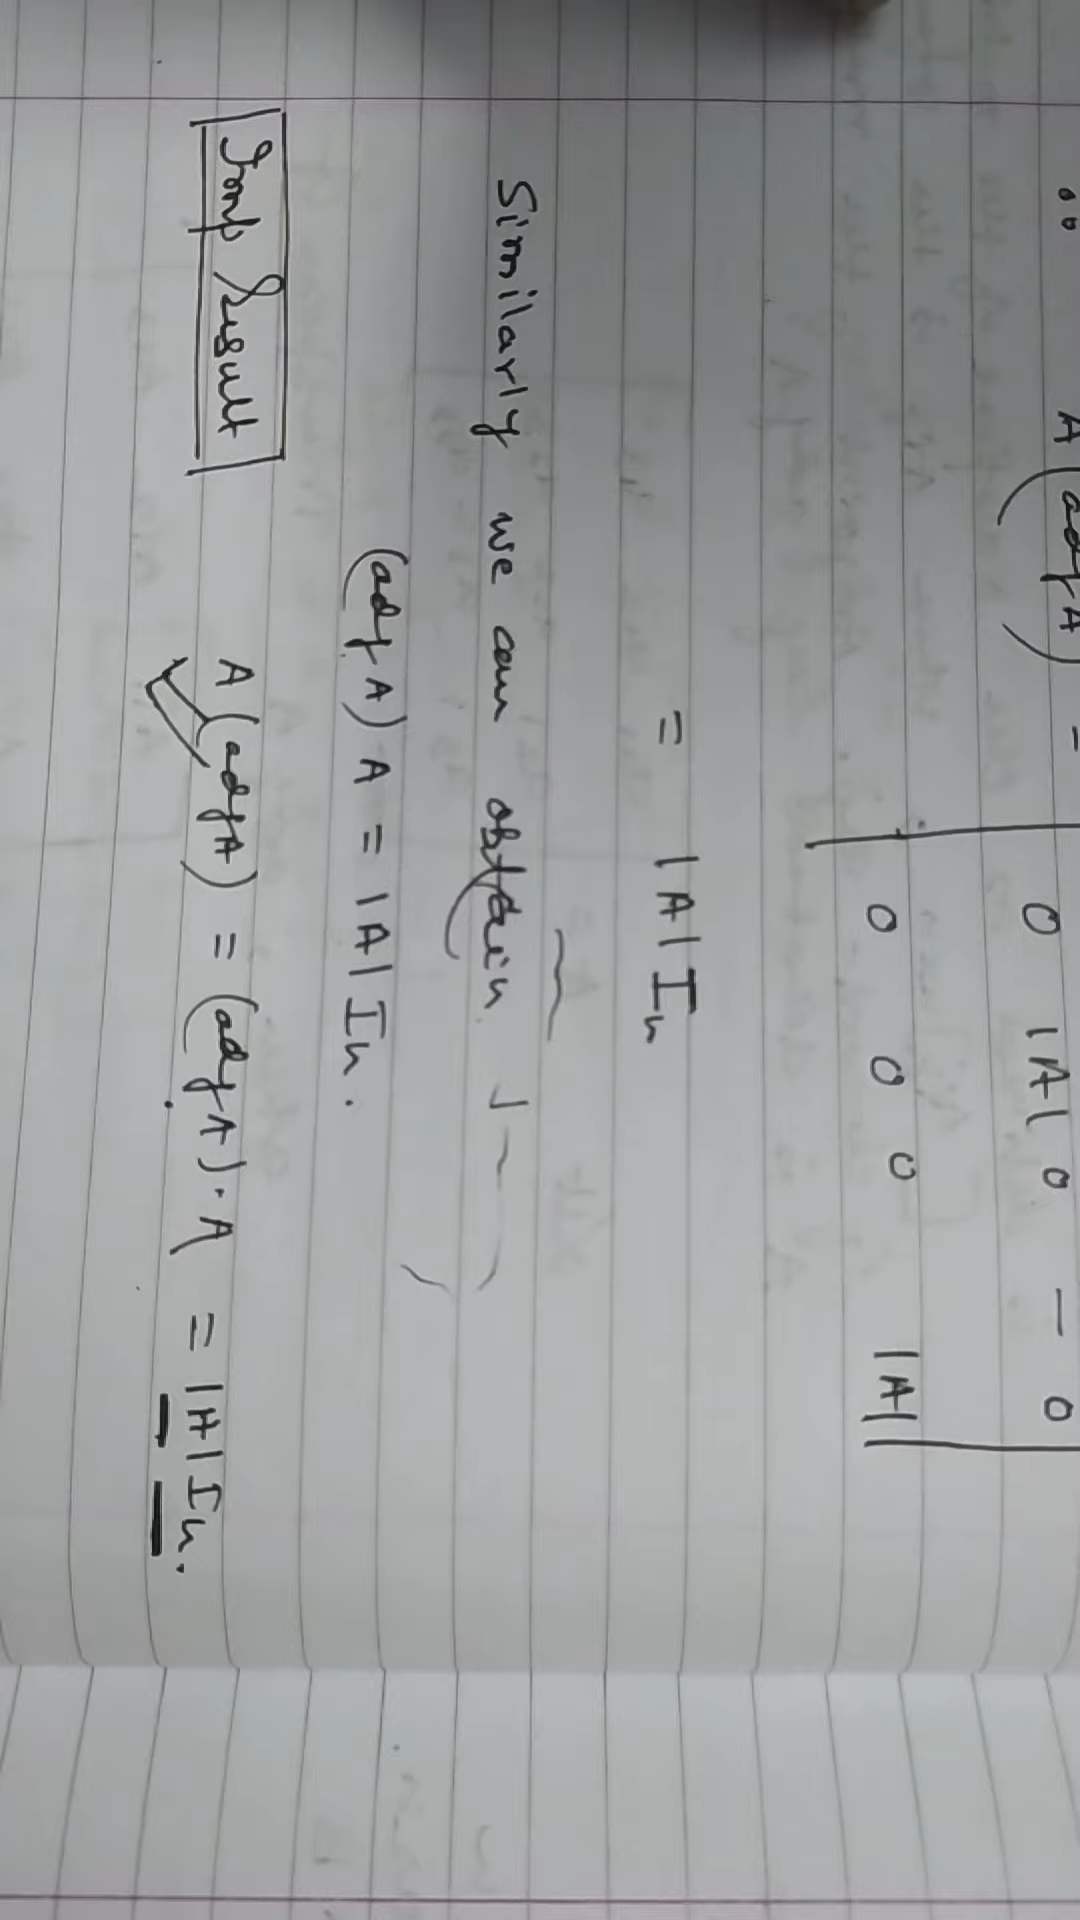 ∴ A(adj A) =
0 |A| 0 — 0
0 0 0 |A|
= |A| Iₙ
Similarly we can obtain
(adj A) A = |A| Iₙ.
Imp Result A(adj A) = (adj A)·A = |A| Iₙ.